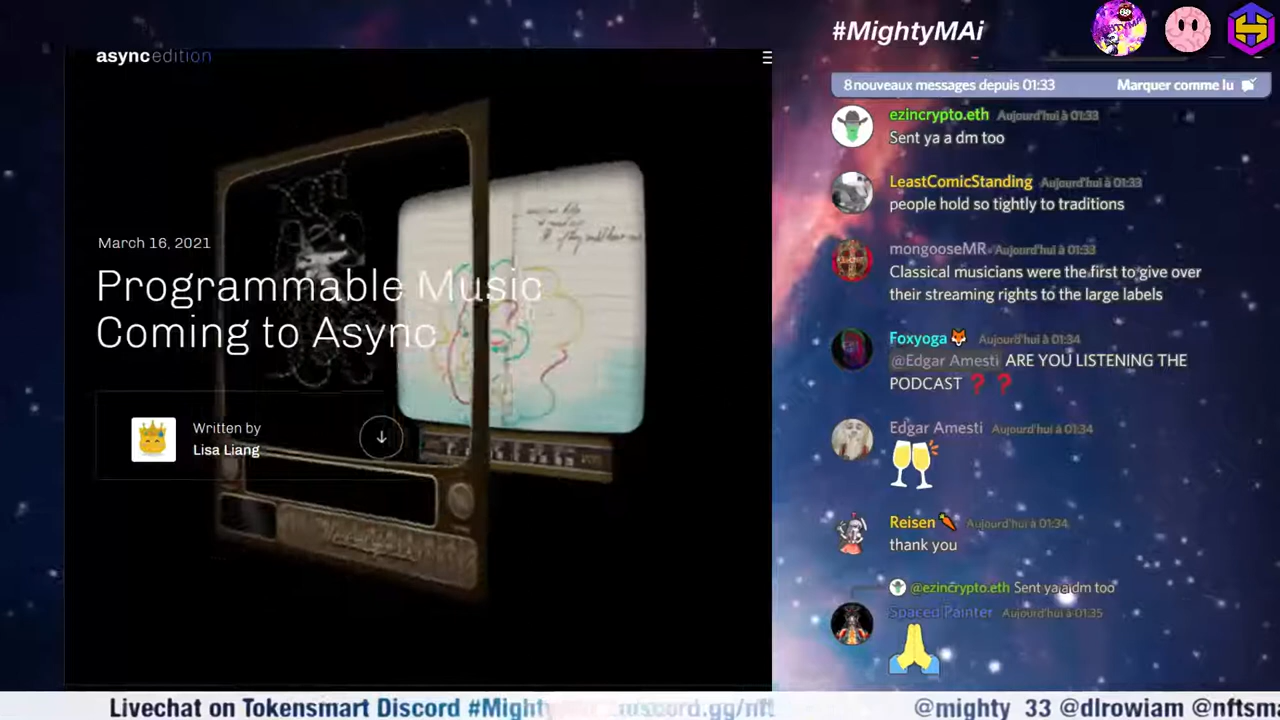 asyncedition
March 16, 2021
Programmable Music
Coming to Async
Written by
Lisa Liang
#MightyMAi
8 nouveaux messages depuis 01:33 Marquer comme lu
ezincrypto.eth Aujourd'hui à 01:33
Sent ya a dm too
LeastComicStanding Aujourd'hui à 01:33
people hold so tightly to traditions
mongooseMR Aujourd'hui à 01:33
Classical musicians were the first to give over
their streaming rights to the large labels
Foxyoga 🦊 Aujourd'hui à 01:34
@Edgar Amesti ARE YOU LISTENING THE
PODCAST ❓ ❓
Edgar Amesti Aujourd'hui à 01:34
Reisen 🥕 Aujourd'hui à 01:34
thank you
@ezincrypto.eth Sent ya a dm too
Spaced Painter Aujourd'hui à 01:35
Livechat on Tokensmart Discord #Mighty @mighty_33 @dlrowiam @nftsma